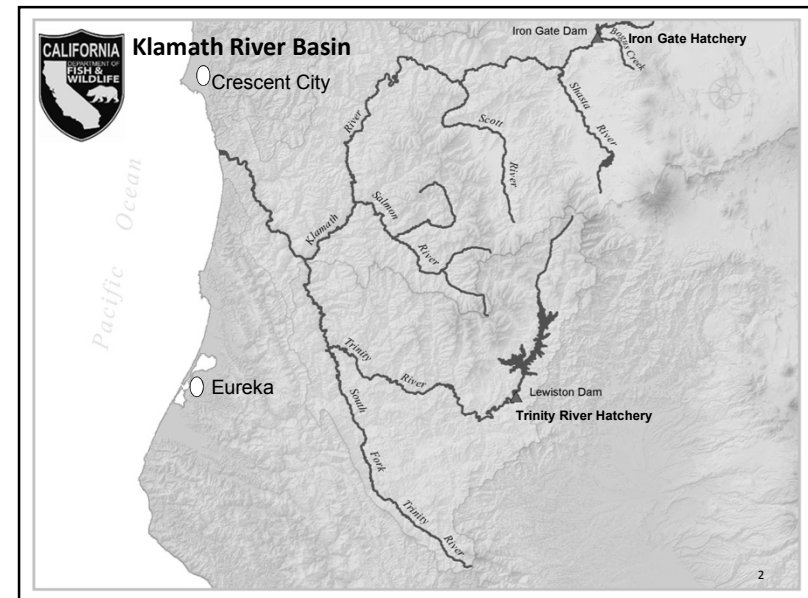 CALIFORNIA
DEPARTMENT OF
FISH &
WILDLIFE
Klamath River Basin
Crescent City
Iron Gate Dam
Iron Gate Hatchery
Bogus Creek
Shasta
River
Scott
River
River
Klamath
Salmon
River
Pacific Ocean
Trinity
River
Lewiston Dam
Trinity River Hatchery
Eureka
South
Fork
Trinity
River
2